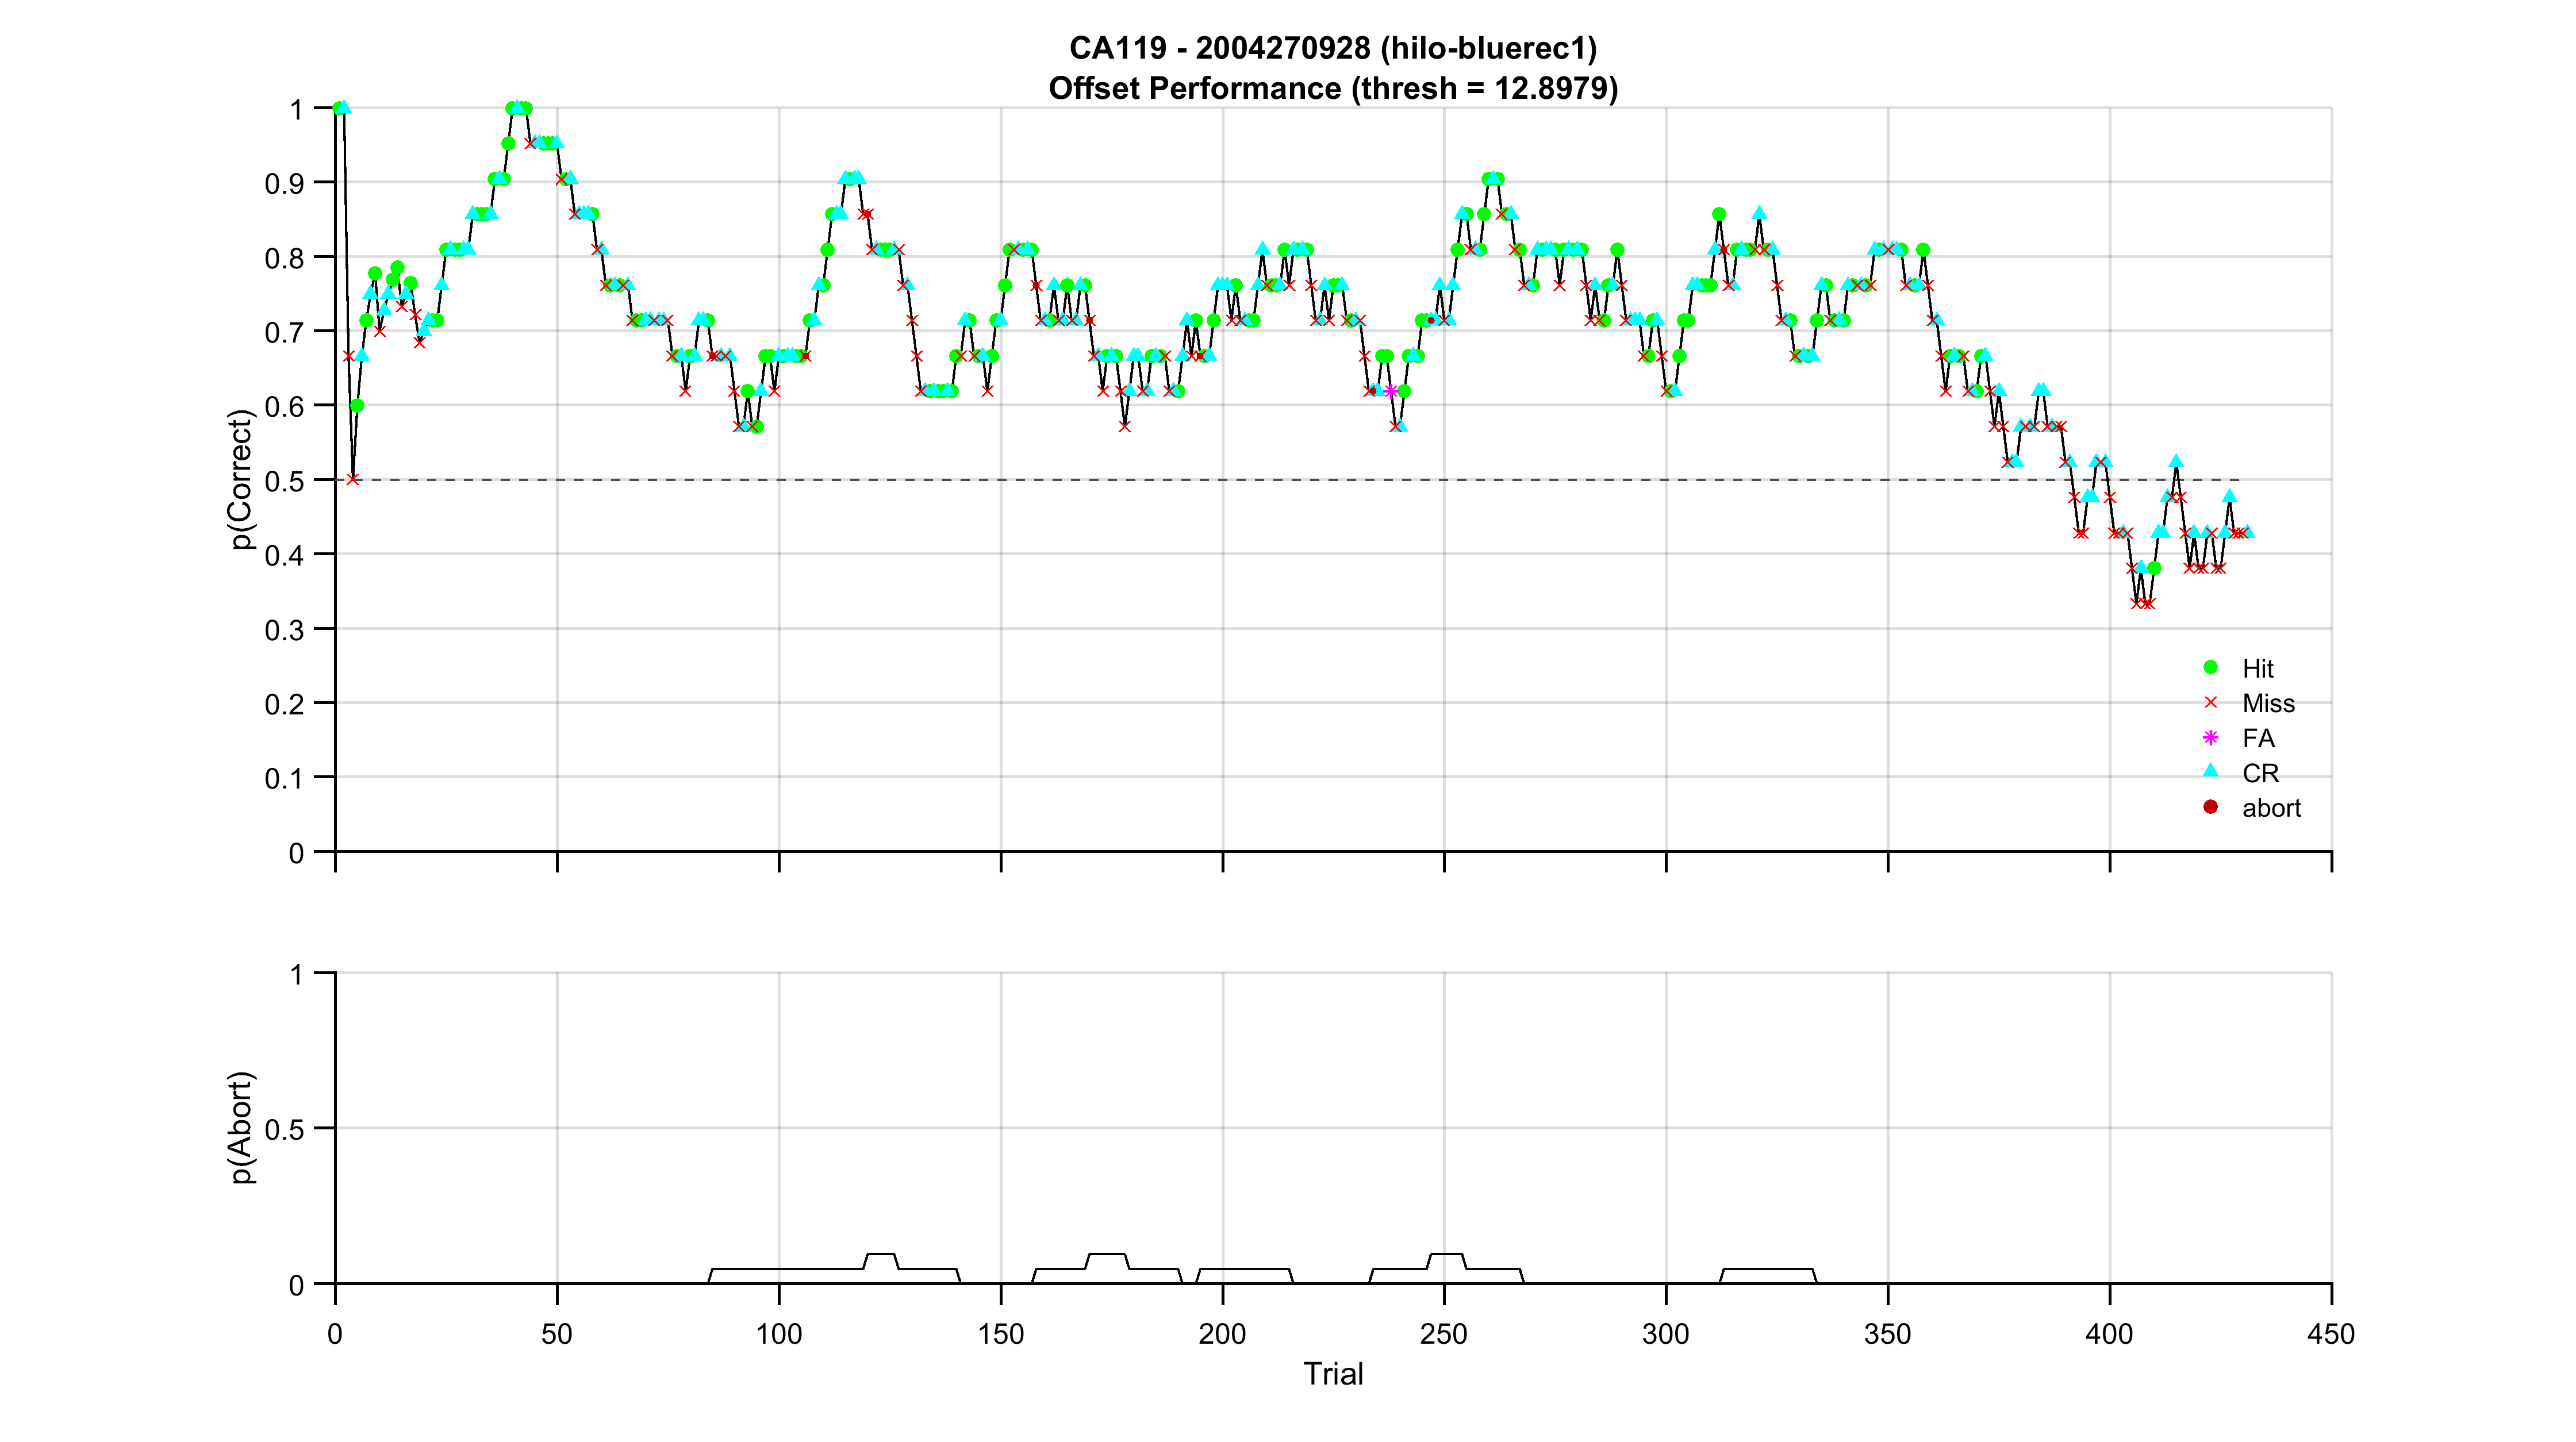 CA119 - 2004270928 (hilo-bluerec1)
Offset Performance (thresh = 12.8979)
1
0.9
0.8
0.7
0.6
0.5
0.4
0.3
0.2
0.1
0
p(Correct)
Hit
Miss
FA
CR
abort
1
0.5
0
p(Abort)
0 50 100 150 200 250 300 350 400 450
Trial